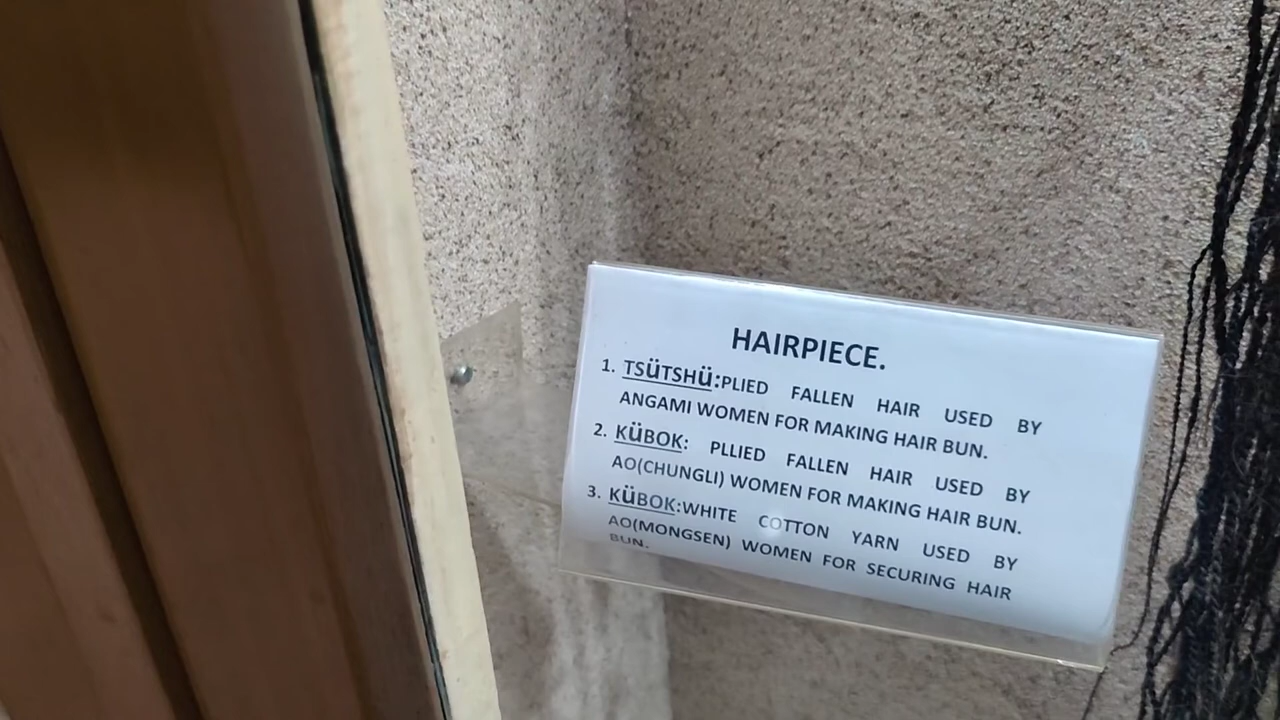 HAIRPIECE.
1. TSüTSHü:PLIED FALLEN HAIR USED BY
ANGAMI WOMEN FOR MAKING HAIR BUN.
2. KüBOK: PLLIED FALLEN HAIR USED BY
AO(CHUNGLI) WOMEN FOR MAKING HAIR BUN.
3. KüBOK:WHITE COTTON YARN USED BY
AO(MONGSEN) WOMEN FOR SECURING HAIR
BUN.